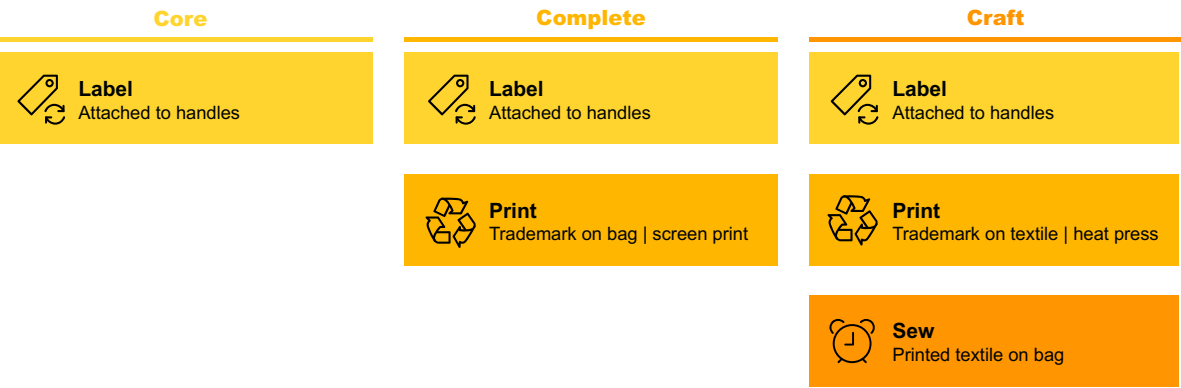 Core
Label
Attached to handles
Complete
Label
Attached to handles
Print
Trademark on bag | screen print
Craft
Label
Attached to handles
Print
Trademark on textile | heat press
Sew
Printed textile on bag